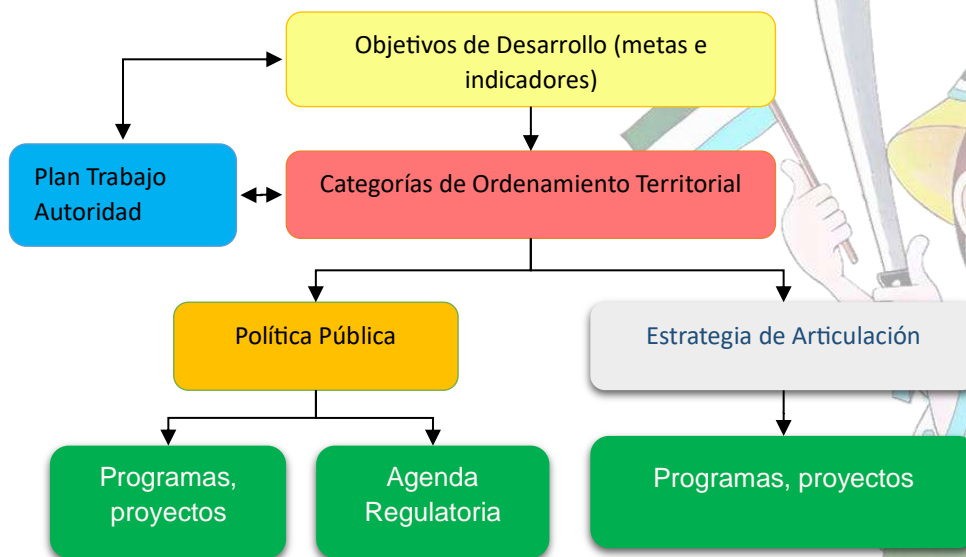 Objetivos de Desarrollo (metas e
indicadores)
Plan Trabajo
Autoridad
Categorías de Ordenamiento Territorial
Política Pública
Estrategia de Articulación
Programas,
proyectos
Agenda
Regulatoria
Programas, proyectos